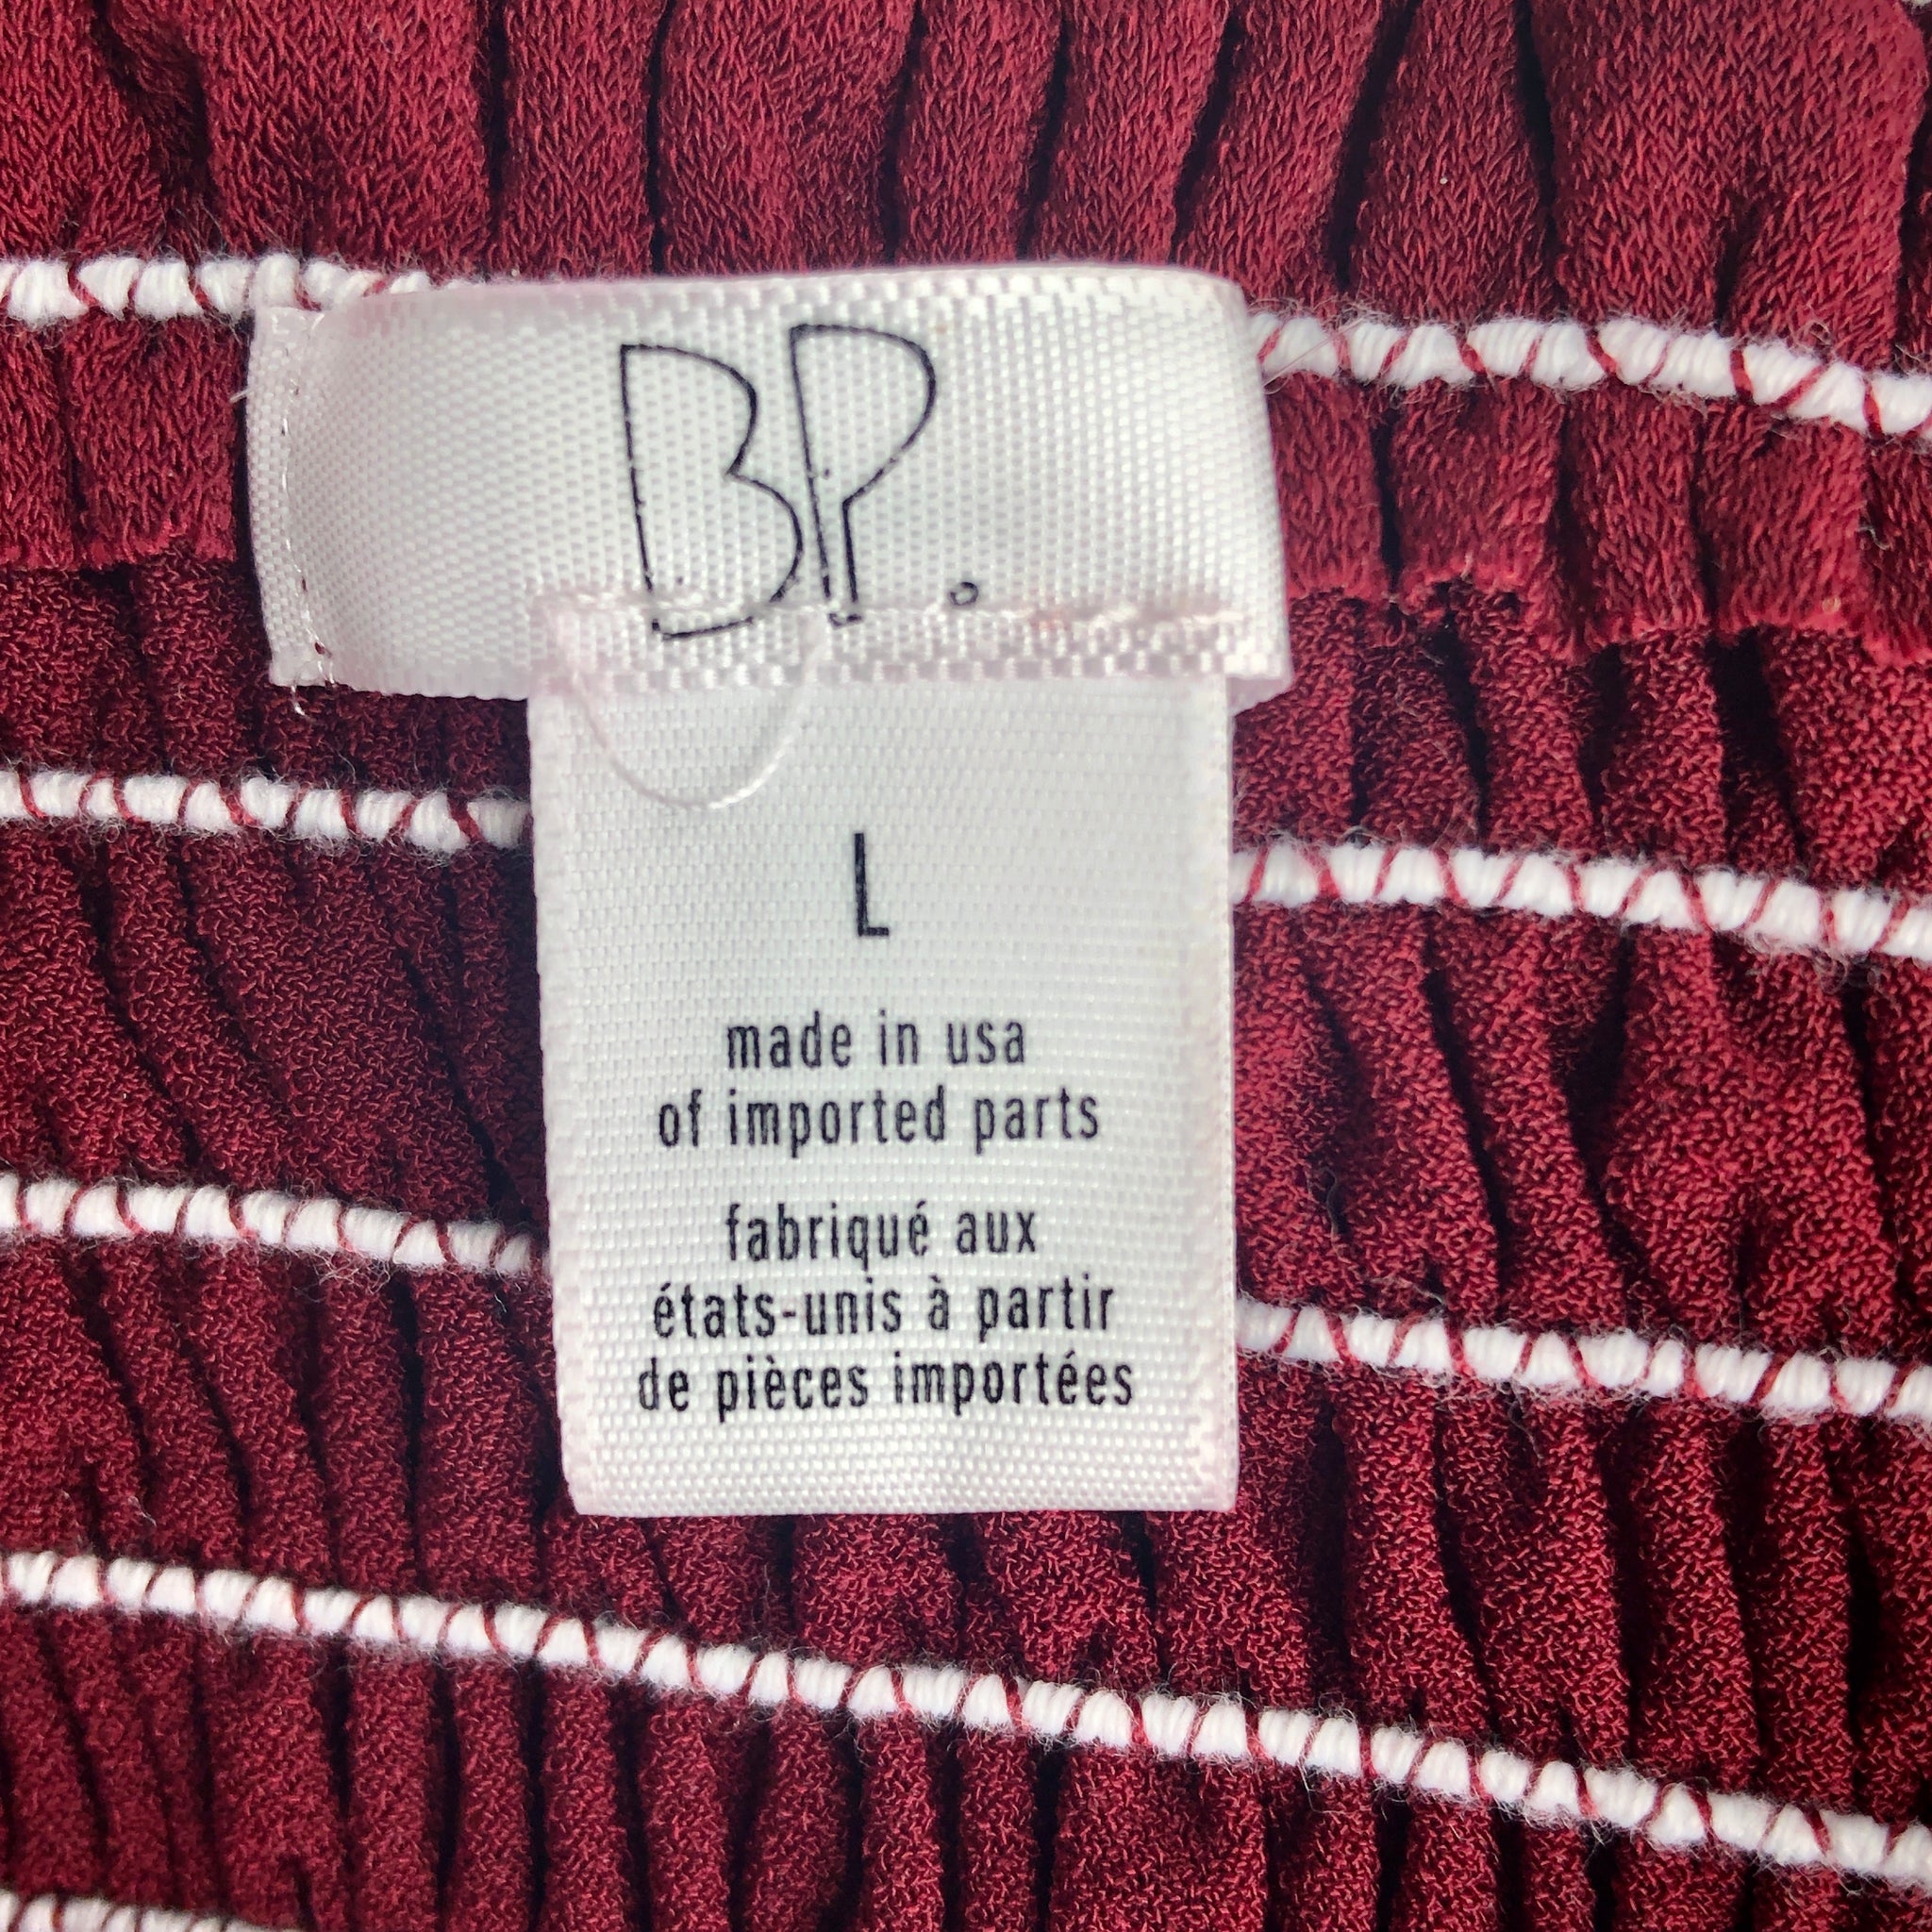 BP.
L
made in usa
of imported parts
fabriqué aux
états-unis à partir
de pièces importées